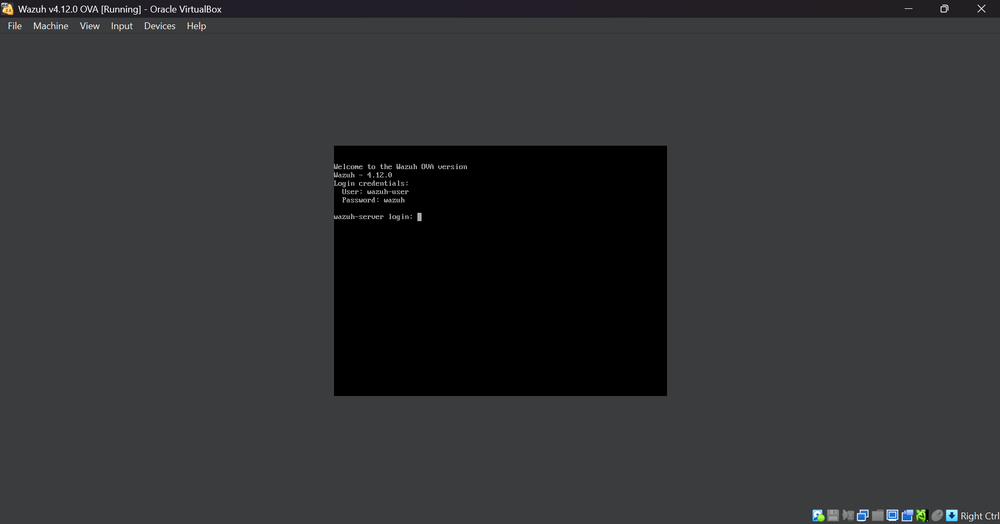 Wazuh v4.12.0 OVA [Running] - Oracle VirtualBox
File Machine View Input Devices Help
Welcome to the Wazuh OVA version
Wazuh - 4.12.0
Login credentials:
User: wazuh-user
Password: wazuh
wazuh-server login:
Right Ctrl